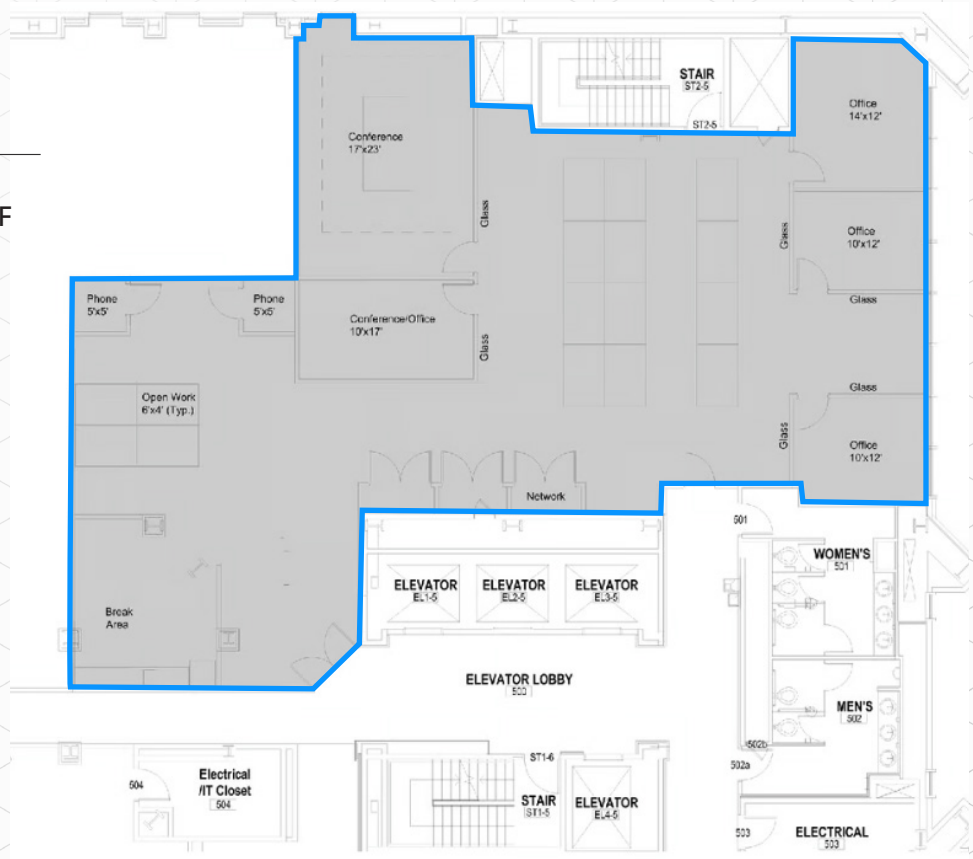 F
STAIR
ST2-5
ST2-5
Office
14'x12'
Conference
17'x23'
Glass
Glass
Office
10'x12'
Glass
Phone
5'x5'
Phone
5'x5'
Conference/Office
10'x17'
Glass
Glass
Open Work
6'x4' (Typ.)
Glass
Office
10'x12'
Network
501
WOMEN'S
501
ELEVATOR
EL1-5
ELEVATOR
EL2-5
ELEVATOR
EL3-5
Break
Area
ELEVATOR LOBBY
500
MEN'S
502
502b
502a
ST1-6
504
Electrical
/IT Closet
504
STAIR
ST1-5
ELEVATOR
EL4-5
503
ELECTRICAL
503